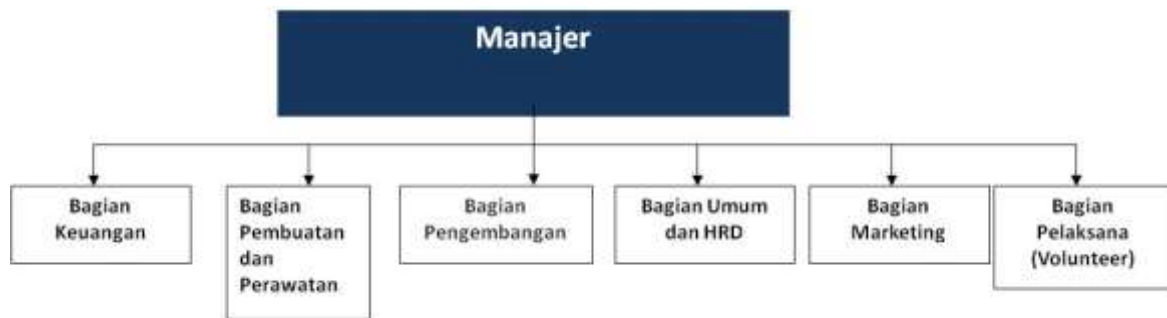 Manajer
Bagian
Keuangan
Bagian
Pembuatan
dan
Perawatan
Bagian
Pengembangan
Bagian Umum
dan HRD
Bagian
Marketing
Bagian
Pelaksana
(Volunteer)